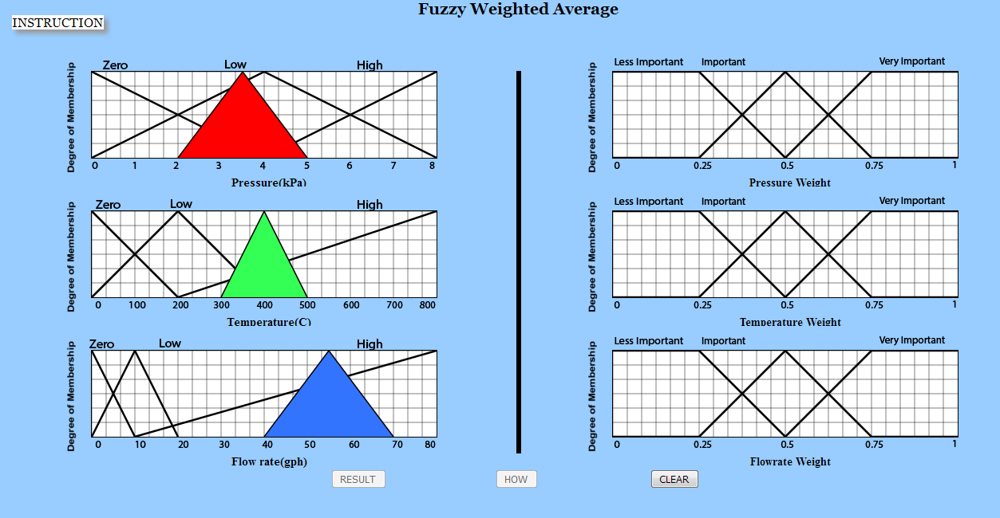 Fuzzy Weighted Average
INSTRUCTION
Zero Low High
Degree of Membership
0 1 2 3 4 5 6 7 8
Pressure(kPa)
Less Important Important Very Important
Degree of Membership
0 0.25 0.5 0.75 1
Pressure Weight
Zero Low High
Degree of Membership
0 100 200 300 400 500 600 700 800
Temperature(C)
Less Important Important Very Important
Degree of Membership
0 0.25 0.5 0.75 1
Temperature Weight
Zero Low High
Degree of Membership
0 10 20 30 40 50 60 70 80
Flow rate(gph)
Less Important Important Very Important
Degree of Membership
0 0.25 0.5 0.75 1
Flowrate Weight
RESULT HOW CLEAR